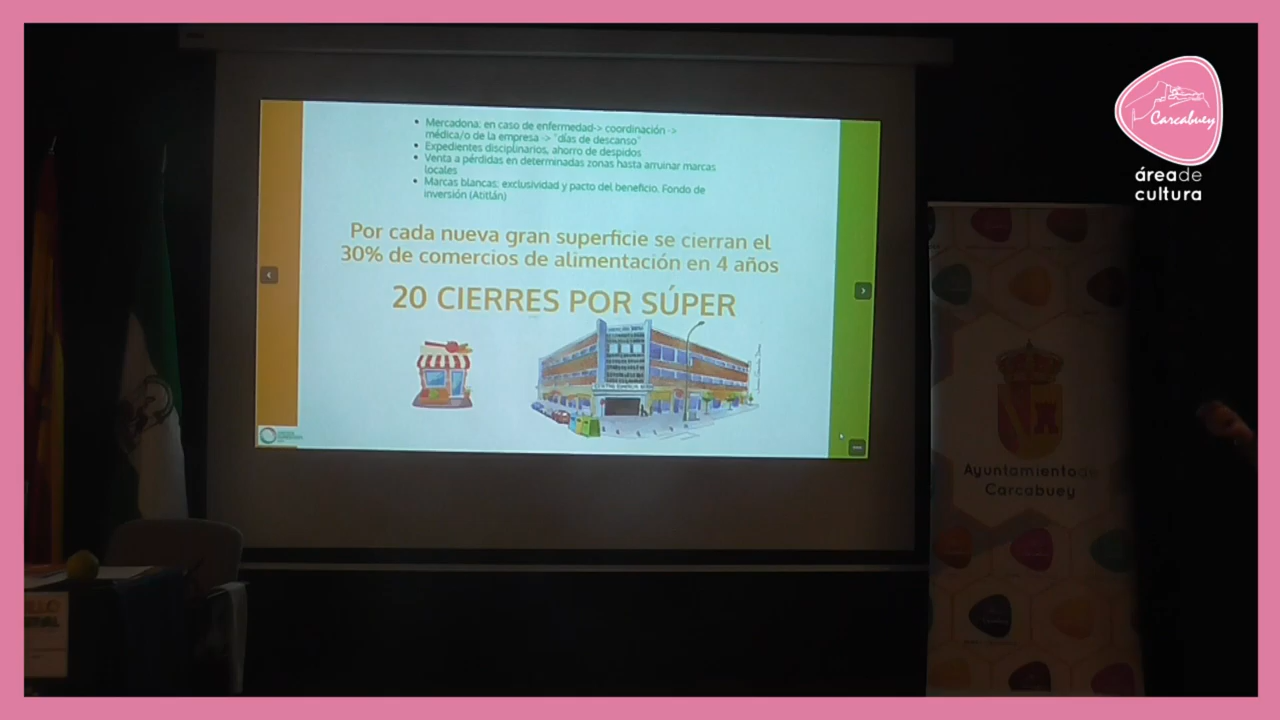 Mercadona: en caso de enfermedad-> coordinación ->
médica/o de la empresa -> "días de descanso"
Expedientes disciplinarios, ahorro de despidos
Venta a pérdidas en determinadas zonas hasta arruinar marcas
locales
Marcas blancas: exclusividad y pacto del beneficio. Fondo de
inversión (Atitlán)
Por cada nueva gran superficie se cierran el
30% de comercios de alimentación en 4 años
20 CIERRES POR SÚPER
Carcabuey
área de
cultura
Ayuntamiento de
Carcabuey